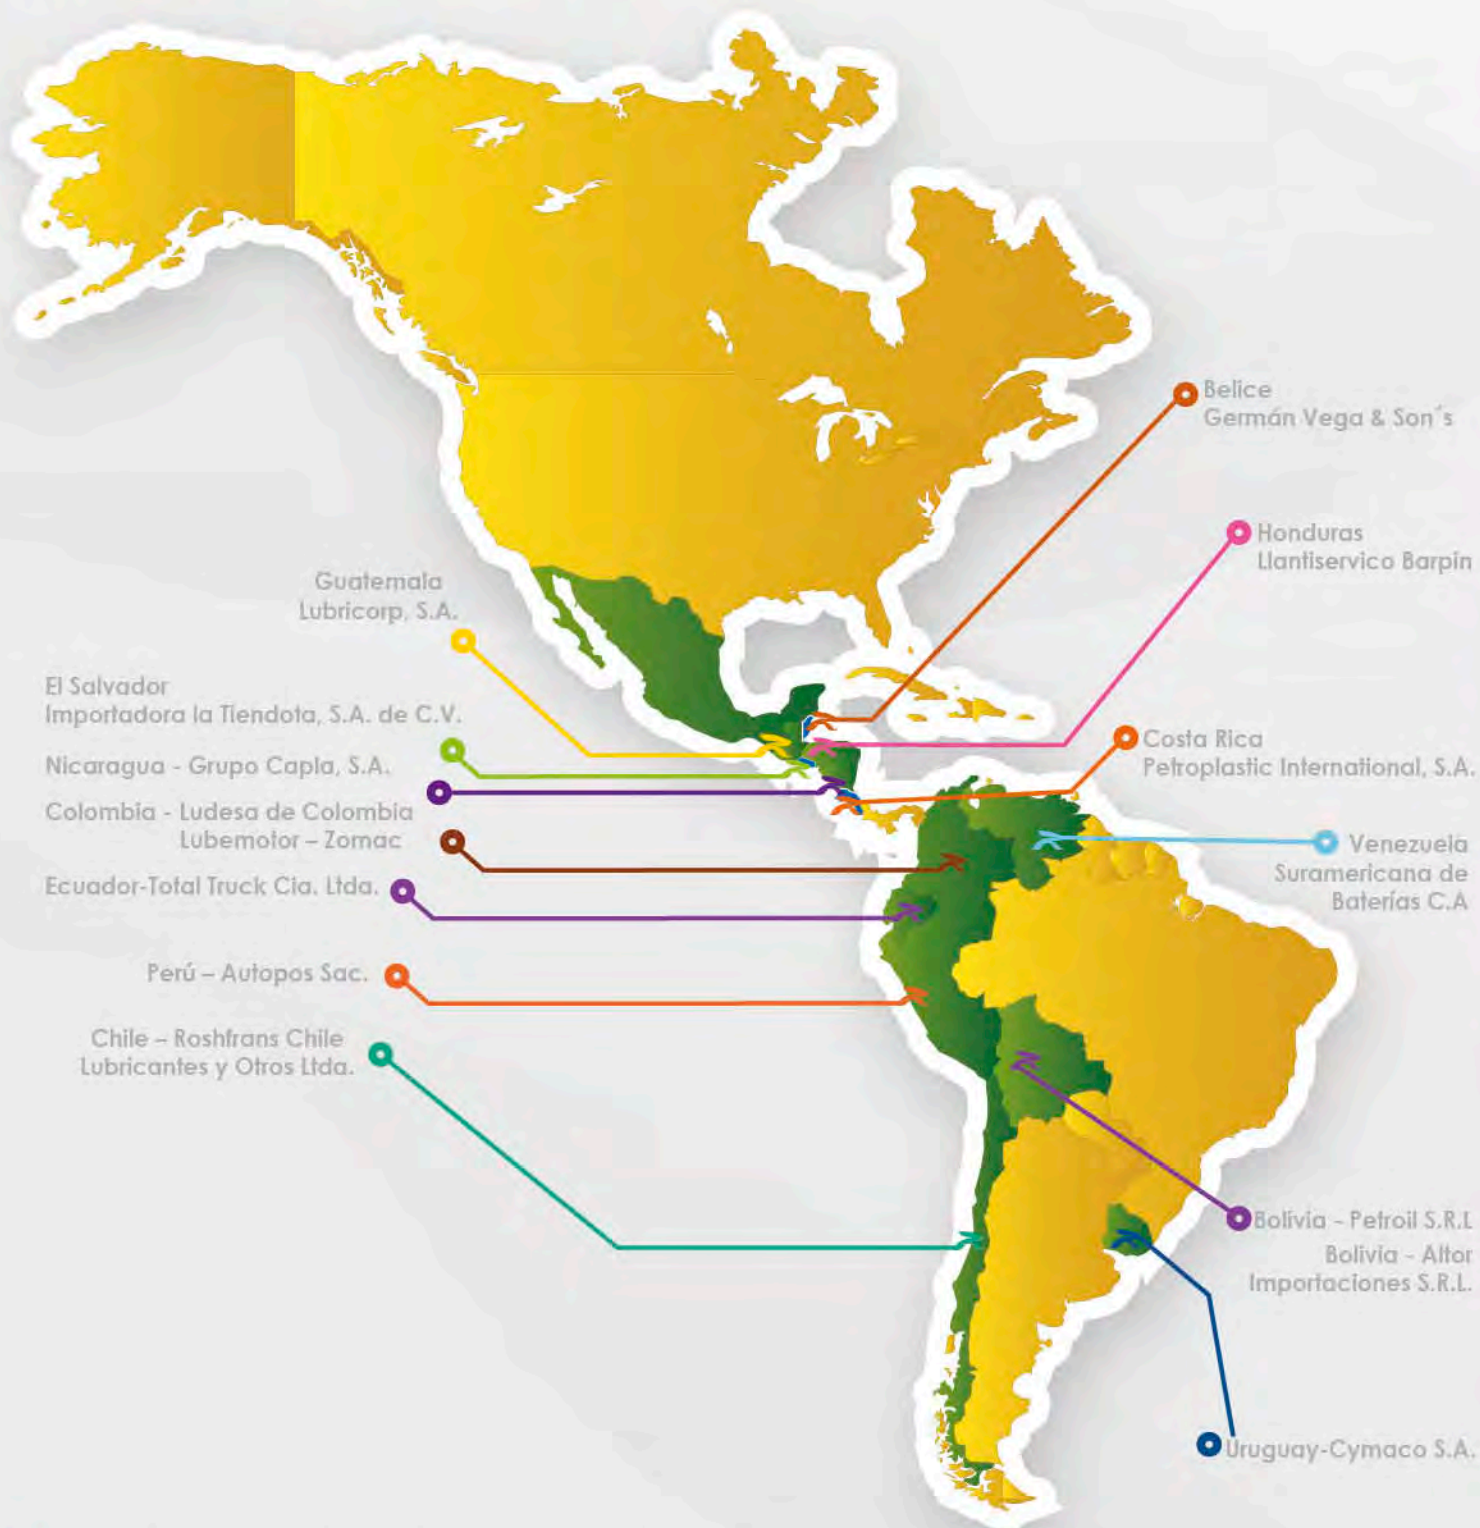 Belice
Germán Vega & Son´s
Honduras
Llantiservico Barpin
Guatemala
Lubricorp, S.A.
El Salvador
Importadora la Tiendota, S.A. de C.V.
Nicaragua - Grupo Capla, S.A.
Costa Rica
Petroplastic International, S.A.
Colombia - Ludesa de Colombia
Lubemotor – Zomac
Venezuela
Suramericana de
Baterías C.A
Ecuador-Total Truck Cia. Ltda.
Perú – Autopos Sac.
Chile – Roshfrans Chile
Lubricantes y Otros Ltda.
Bolivia - Petroil S.R.L
Bolivia - Altor
Importaciones S.R.L.
Uruguay-Cymaco S.A.